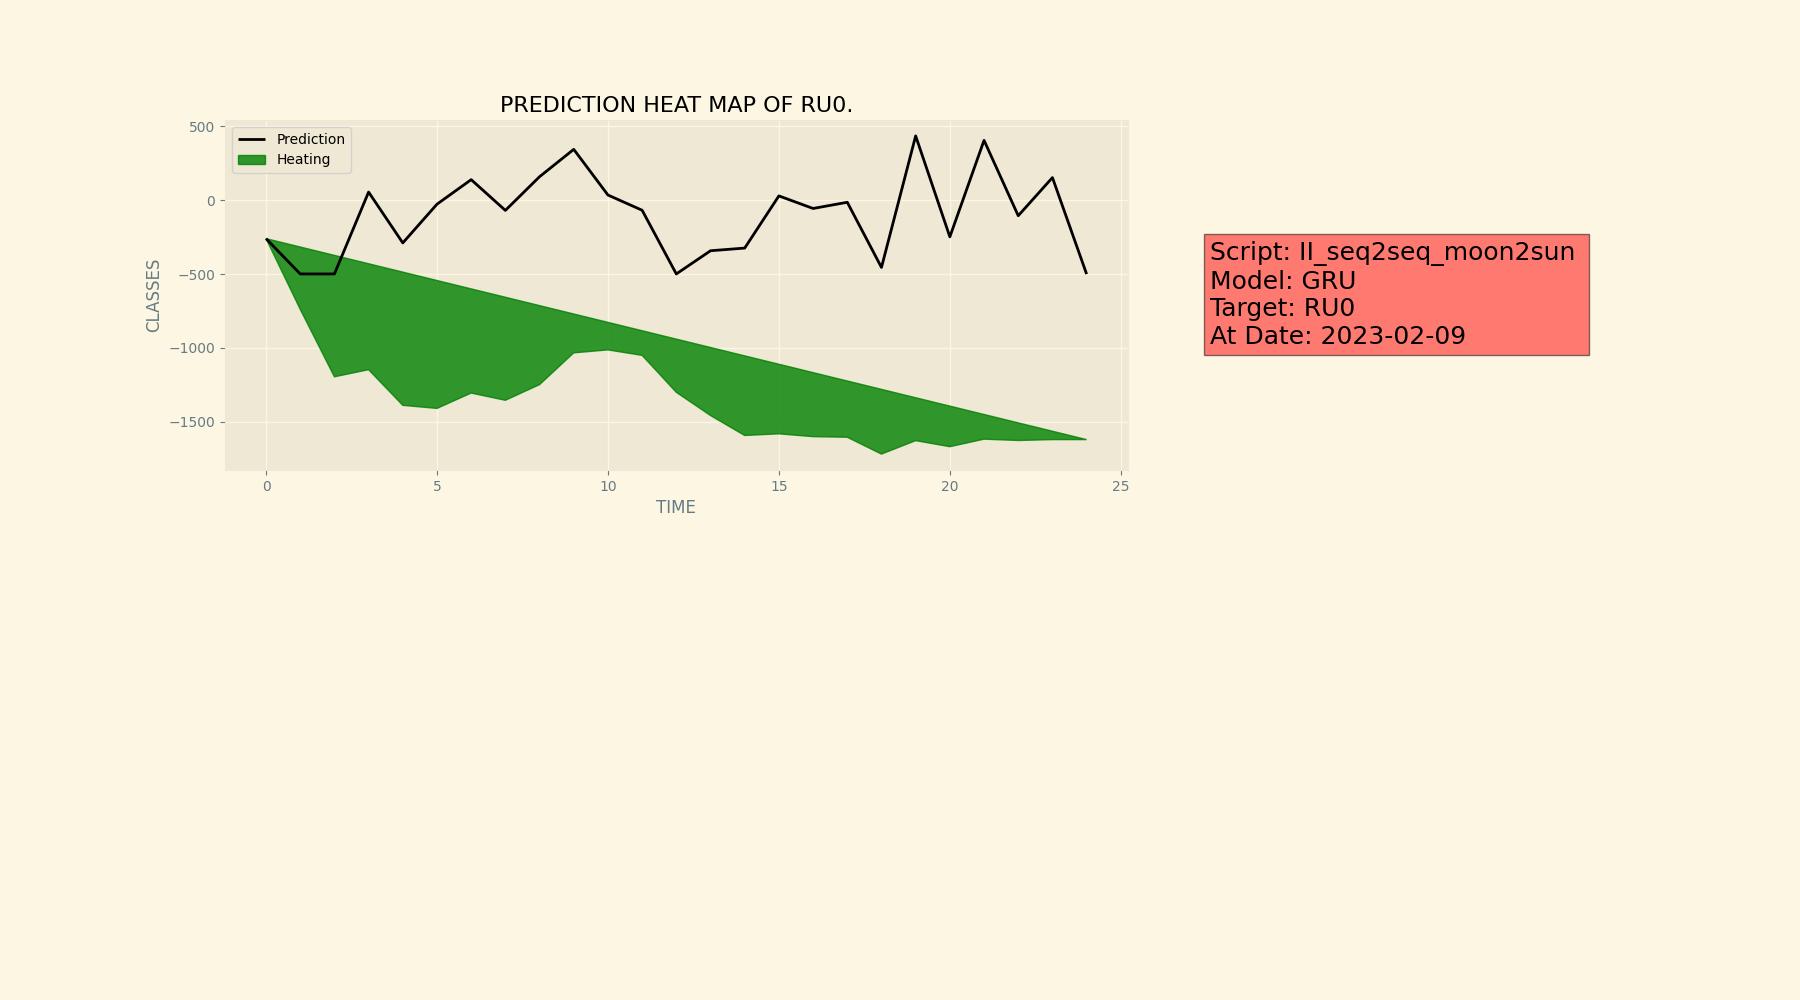 PREDICTION HEAT MAP OF RU0.
Prediction
Heating
500
0
−500
−1000
−1500
CLASSES
0 5 10 15 20 25
TIME
Script: II_seq2seq_moon2sun
Model: GRU
Target: RU0
At Date: 2023-02-09